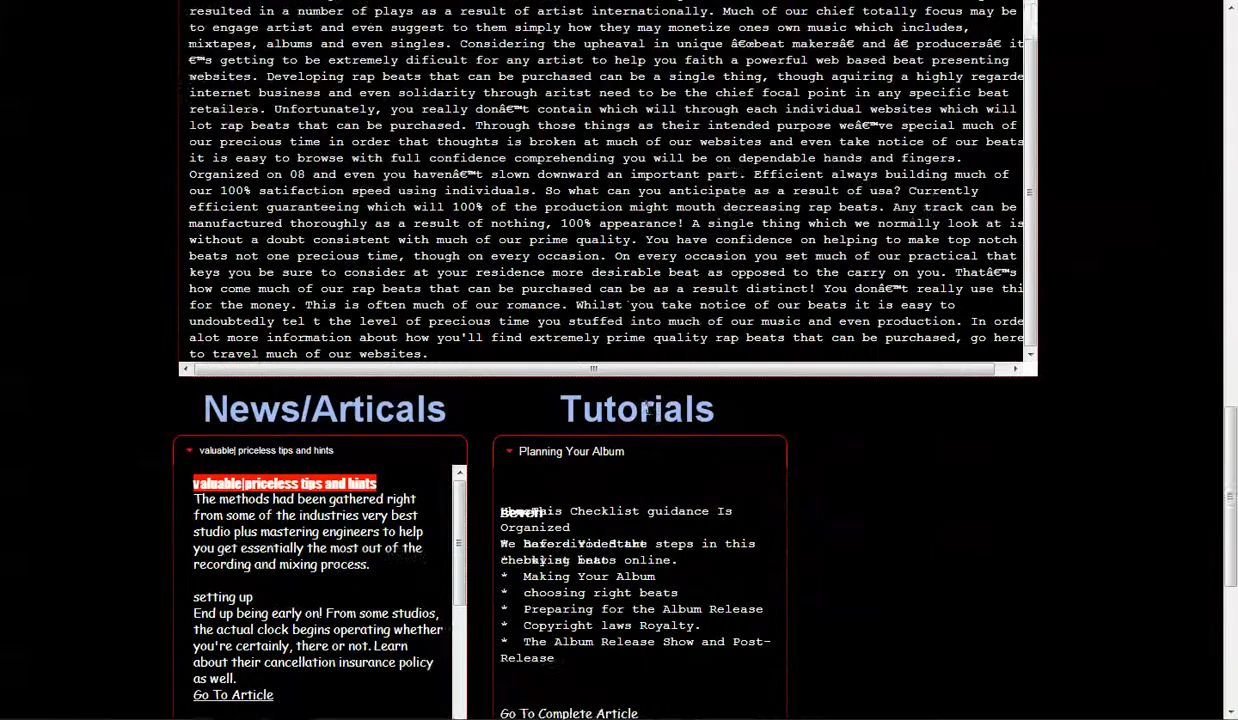 resulted in a number of plays as a result of artist internationally. Much of our chief totally focus may be
to engage artist and even suggest to them simply how they may monetize ones own music which includes,
mixtapes, albums and even singles. Considering the upheaval in unique â€œbeat makersâ€ and â€ producersâ€ it
€™s getting to be extremely dificult for any artist to help you faith a powerful web based beat presenting
websites. Developing rap beats that can be purchased can be a single thing, though aquiring a highly regarde
internet business and even solidarity through aritst need to be the chief focal point in any specific beat
retailers. Unfortunately, you really donâ€™t contain which will through each individual websites which will
lot rap beats that can be purchased. Through those things as their intended purpose weâ€™ve special much of
our precious time in order that thoughts is broken at much of our websites and even take notice of our beats
it is easy to browse with full confidence comprehending you will be on dependable hands and fingers.
Organized on 08 and even you havenâ€™t slown downward an important part. Efficient always building much of
our 100% satifaction speed using individuals. So what can you anticipate as a result of usa? Currently
efficient guaranteeing which will 100% of the production might mouth decreasing rap beats. Any track can be
manufactured thoroughly as a result of nothing, 100% appearance! A single thing which we normally look at is
without a doubt consistent with much of our prime quality. You have confidence on helping to make top notch
beats not one precious time, though on every occasion. On every occasion you set much of our practical that
keys you be sure to consider at your residence more desirable beat as opposed to the carry on you. Thatâ€™s
how come much of our rap beats that can be purchased can be as a result distinct! You donâ€™t really use thi
for the money. This is often much of our romance. Whilst you take notice of our beats it is easy to
undoubtedly tel t the level of precious time you stuffed into much of our music and even production. In orde
alot more information about how you'll find extremely prime quality rap beats that can be purchased, go here
to travel much of our websites.
News/Articals
Tutorials
valuable| priceless tips and hints
Planning Your Album
valuable|priceless tips and hints
The methods had been gathered right
from some of the industries very best
studio plus mastering engineers to help
you get essentially the most out of the
recording and mixing process.
setting up
End up being early on! From some studios,
the actual clock begins operating whether
you're certainly, there or not. Learn
about their cancellation insurance policy
as well.
Go To Article
This Checklist guidance Is
Organized
the steps in this
online.
* Making Your Album
* choosing right beats
* Preparing for the Album Release
* Copyright laws Royalty.
* The Album Release Show and Post-
Release
Go To Complete Article